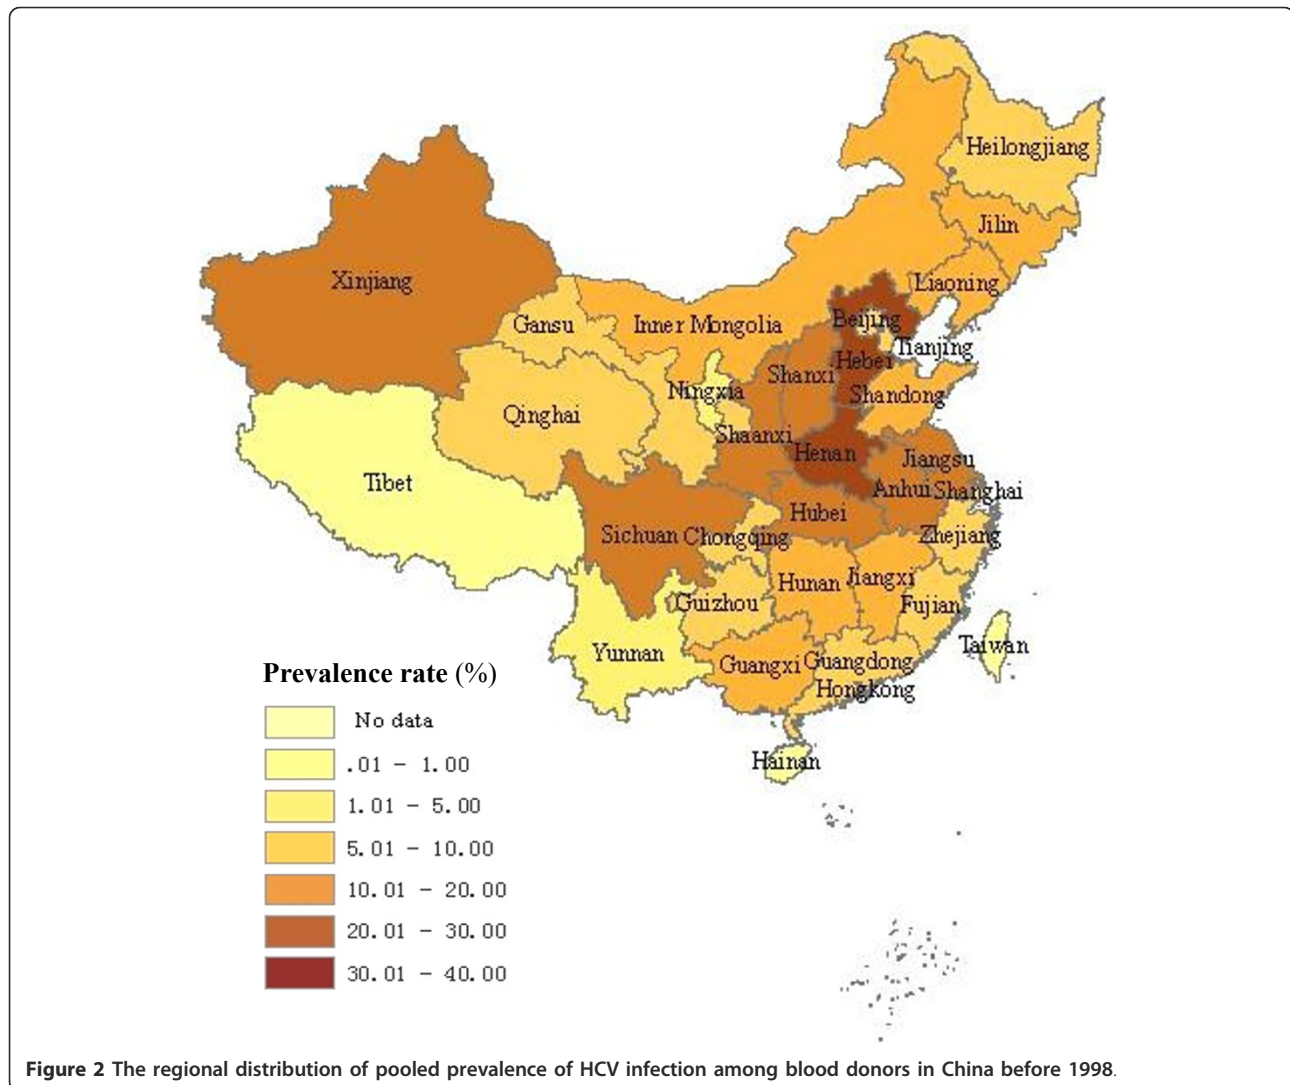 Heilongjiang
Jilin
Liaoning
Xinjiang
Gansu
Inner Mongolia
Beijing
Tianjing
Hebei
Shanxi
Shandong
Ningxia
Qinghai
Shaanxi
Henan
Jiangsu
Tibet
Anhui
Shanghai
Hubei
Sichuan
Chongqing
Zhejiang
Hunan
Jiangxi
Guizhou
Fujian
Yunnan
Guangxi
Guangdong
Taiwan
Hongkong
Hainan
Prevalence rate (%)
No data
.01 - 1.00
1.01 - 5.00
5.01 - 10.00
10.01 - 20.00
20.01 - 30.00
30.01 - 40.00
Figure 2 The regional distribution of pooled prevalence of HCV infection among blood donors in China before 1998.